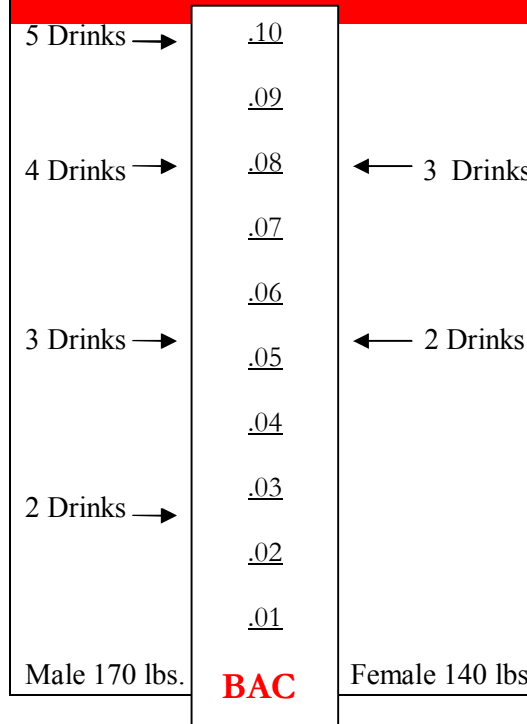 5 Drinks
.10
.09
4 Drinks
.08
3 Drinks
.07
.06
3 Drinks
2 Drinks
.05
.04
.03
2 Drinks
.02
.01
Male 170 lbs.
BAC
Female 140 lbs